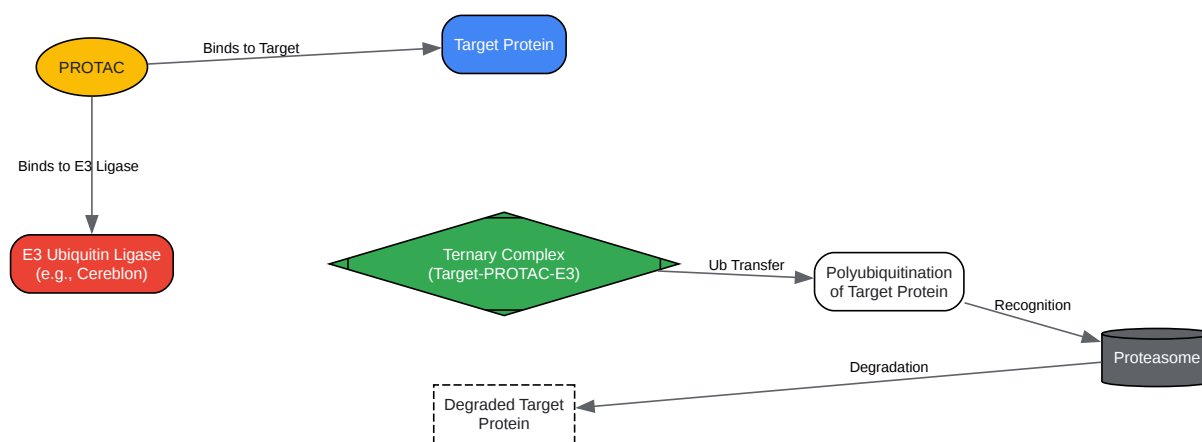 Binds to Target
Target Protein
PROTAC
Binds to E3 Ligase
E3 Ubiquitin Ligase
(e.g., Cereblon)
Ternary Complex
(Target-PROTAC-E3)
Ub Transfer
Polyubiquitination
of Target Protein
Recognition
Proteasome
Degradation
Degraded Target
Protein